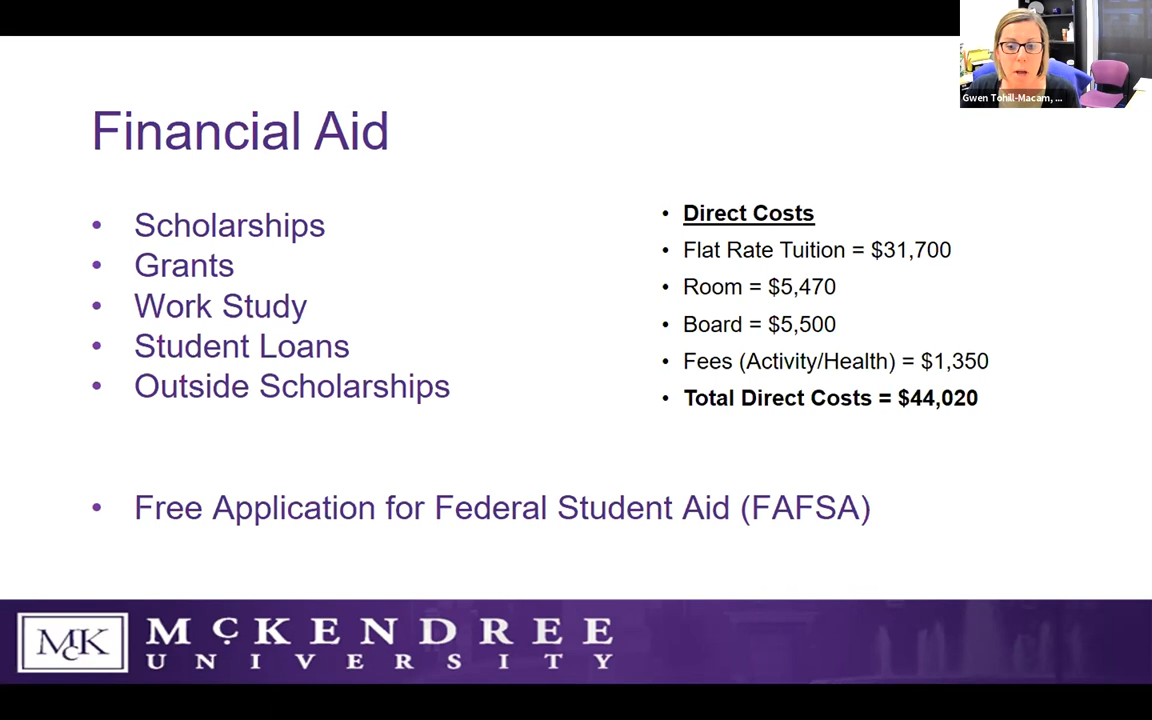 Gwen Tohill-Macam, ...
Financial Aid
• Scholarships
• Grants
• Work Study
• Student Loans
• Outside Scholarships
• Direct Costs
• Flat Rate Tuition = $31,700
• Room = $5,470
• Board = $5,500
• Fees (Activity/Health) = $1,350
• Total Direct Costs = $44,020
• Free Application for Federal Student Aid (FAFSA)
McK
McKENDREE
UNIVERSITY